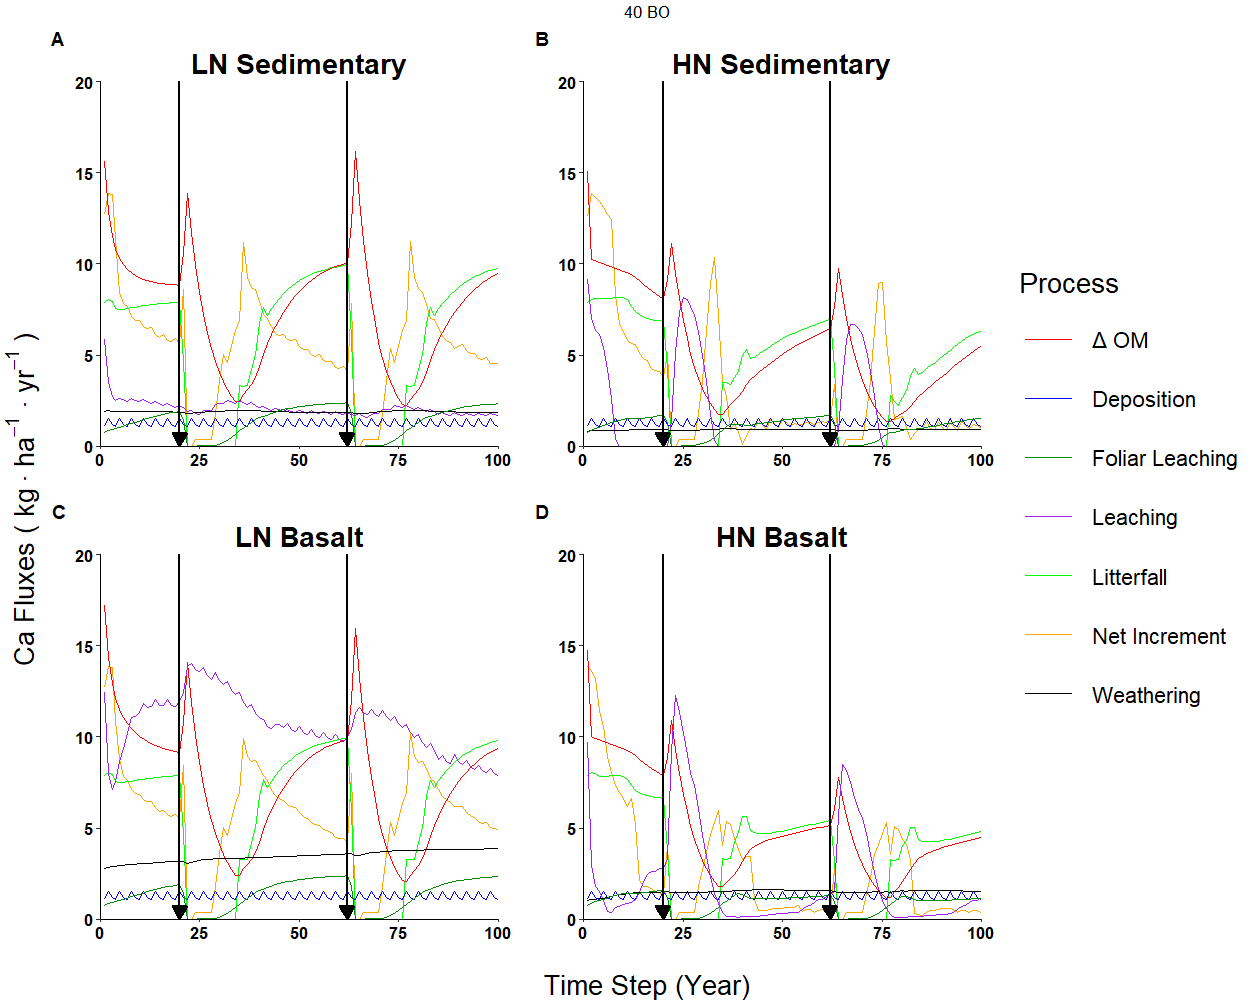 40 BO
A
LN Sedimentary
20
15
10
5
0
0 25 50 75 100
B
HN Sedimentary
20
15
10
5
0
0 25 50 75 100
C
LN Basalt
20
15
10
5
0
0 25 50 75 100
D
HN Basalt
20
15
10
5
0
0 25 50 75 100
Ca Fluxes ( kg · ha⁻¹ · yr⁻¹ )
Time Step (Year)
Process
Δ OM
Deposition
Foliar Leaching
Leaching
Litterfall
Net Increment
Weathering